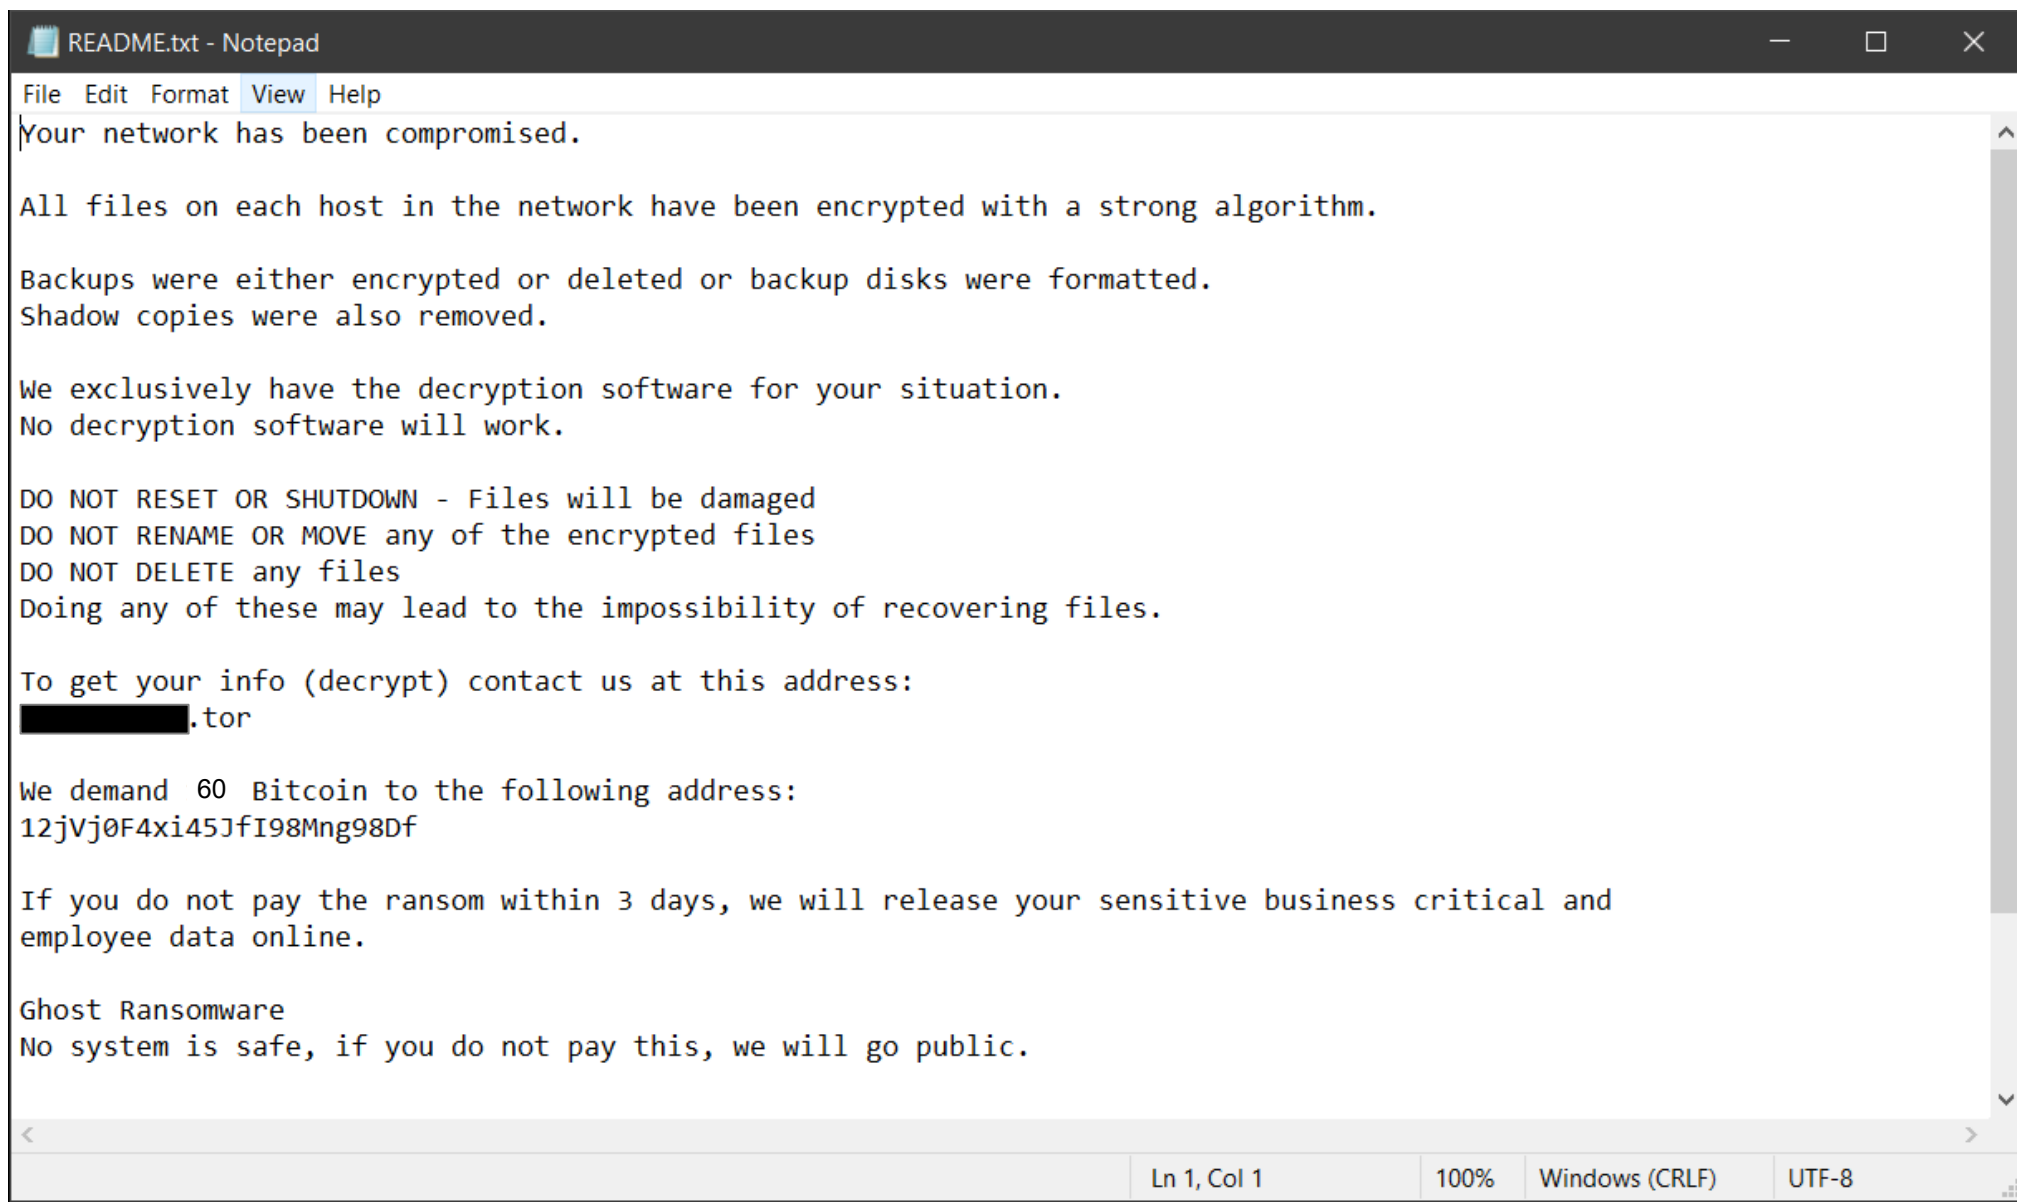 README.txt - Notepad
File Edit Format View Help
Your network has been compromised.
All files on each host in the network have been encrypted with a strong algorithm.
Backups were either encrypted or deleted or backup disks were formatted.
Shadow copies were also removed.
We exclusively have the decryption software for your situation.
No decryption software will work.
DO NOT RESET OR SHUTDOWN - Files will be damaged
DO NOT RENAME OR MOVE any of the encrypted files
DO NOT DELETE any files
Doing any of these may lead to the impossibility of recovering files.
To get your info (decrypt) contact us at this address:
.tor
We demand 60 Bitcoin to the following address:
12jVj0F4xi45JfI98Mng98Df
If you do not pay the ransom within 3 days, we will release your sensitive business critical and
employee data online.
Ghost Ransomware
No system is safe, if you do not pay this, we will go public.
Ln 1, Col 1 100% Windows (CRLF) UTF-8